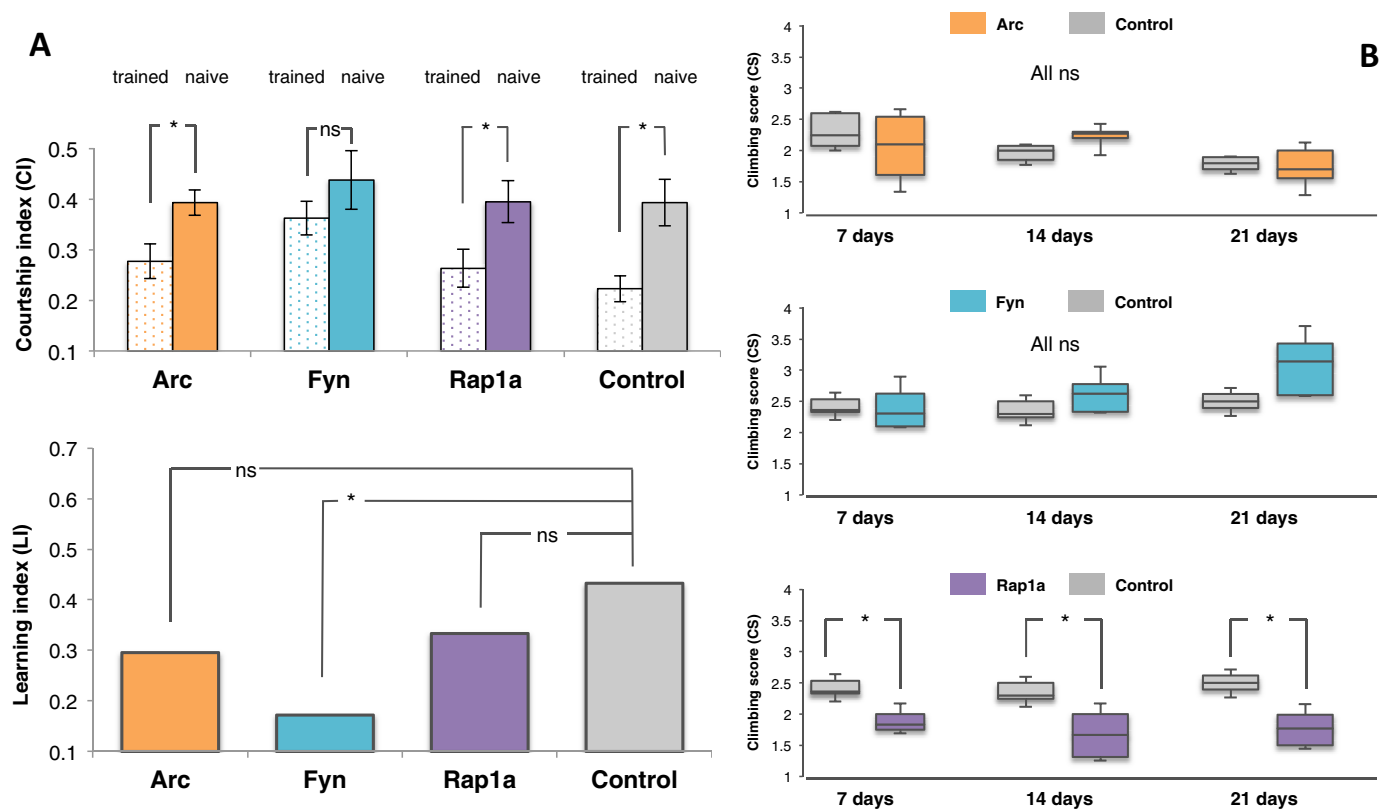 A
trained naive trained naive trained naive trained naive
* ns * *
Courtship index (CI)
0.5
0.4
0.3
0.2
0.1
Arc Fyn Rap1a Control
Learning index (LI)
0.7
0.6
0.5
0.4
0.3
0.2
0.1
ns
*
ns
Arc Fyn Rap1a Control
B
Arc Control
All ns
Climbing score (CS)
4
3.5
3
2.5
2
1.5
1
7 days 14 days 21 days
Fyn Control
All ns
Climbing score (CS)
4
3.5
3
2.5
2
1.5
1
7 days 14 days 21 days
Rap1a Control
* * *
Climbing score (CS)
4
3.5
3
2.5
2
1.5
1
7 days 14 days 21 days